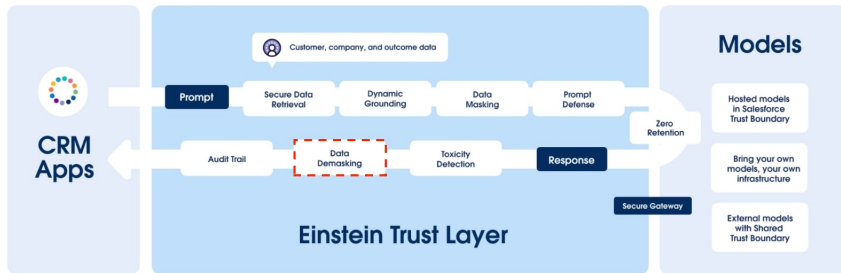 Customer, company, and outcome data
Models
Prompt
Secure Data
Retrieval
Dynamic
Grounding
Data
Masking
Prompt
Defense
Hosted models
in Salesforce
Trust Boundary
Zero
Retention
CRM
Apps
Audit Trail
Data
Demasking
Toxicity
Detection
Response
Bring your own
models, your own
infrastructure
Secure Gateway
External models
with Shared
Trust Boundary
Einstein Trust Layer